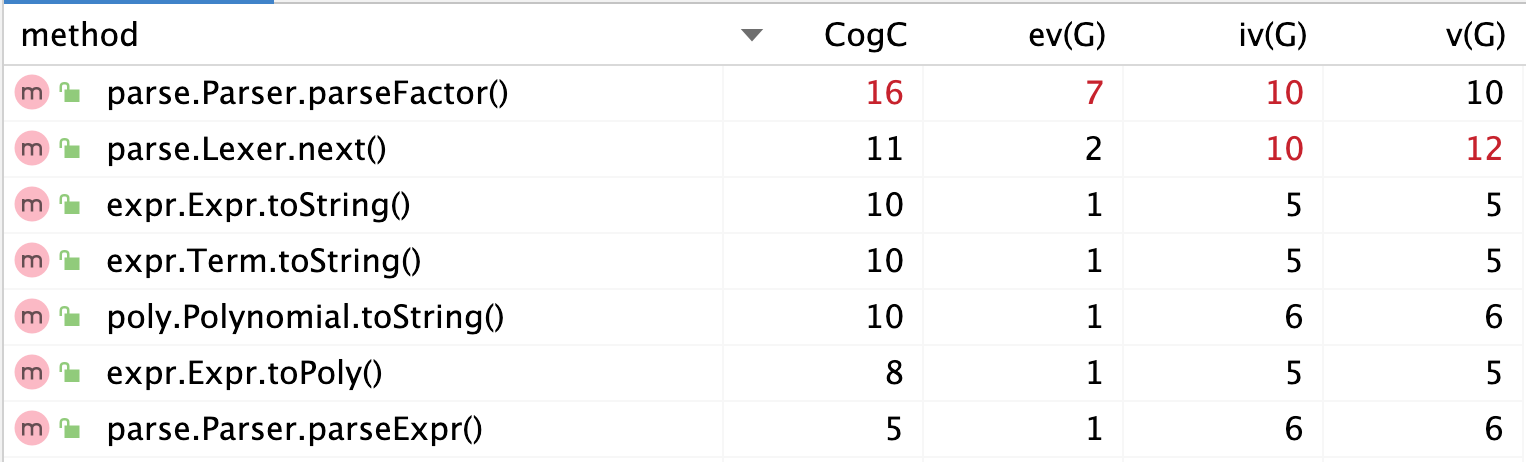 method CogC ev(G) iv(G) v(G)
m parse.Parser.parseFactor() 16 7 10 10
m parse.Lexer.next() 11 2 10 12
m expr.Expr.toString() 10 1 5 5
m expr.Term.toString() 10 1 5 5
m poly.Polynomial.toString() 10 1 6 6
m expr.Expr.toPoly() 8 1 5 5
m parse.Parser.parseExpr() 5 1 6 6